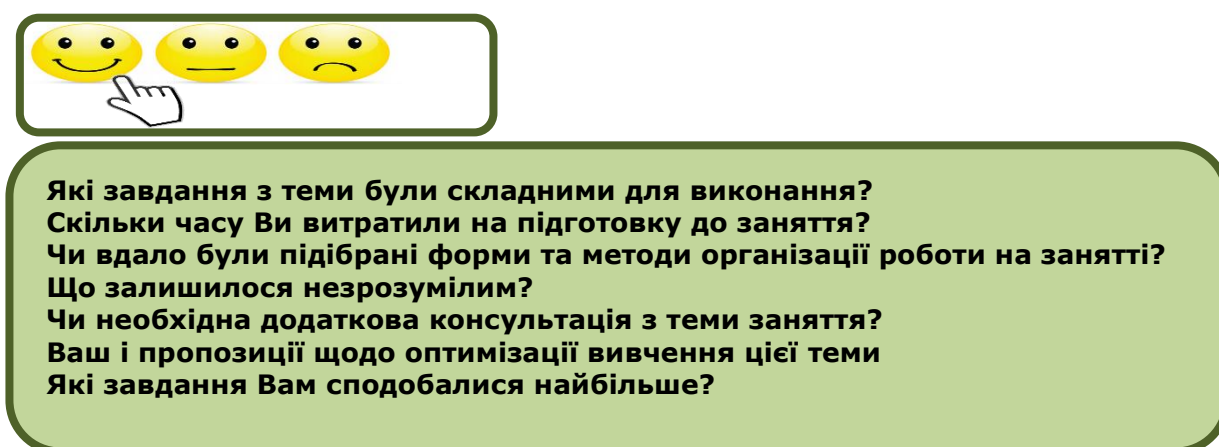 Які завдання з теми були складними для виконання?
Скільки часу Ви витратили на підготовку до заняття?
Чи вдало були підібрані форми та методи організації роботи на занятті?
Що залишилося незрозумілим?
Чи необхідна додаткова консультація з теми заняття?
Ваш і пропозиції щодо оптимізації вивчення цієї теми
Які завдання Вам сподобалися найбільше?